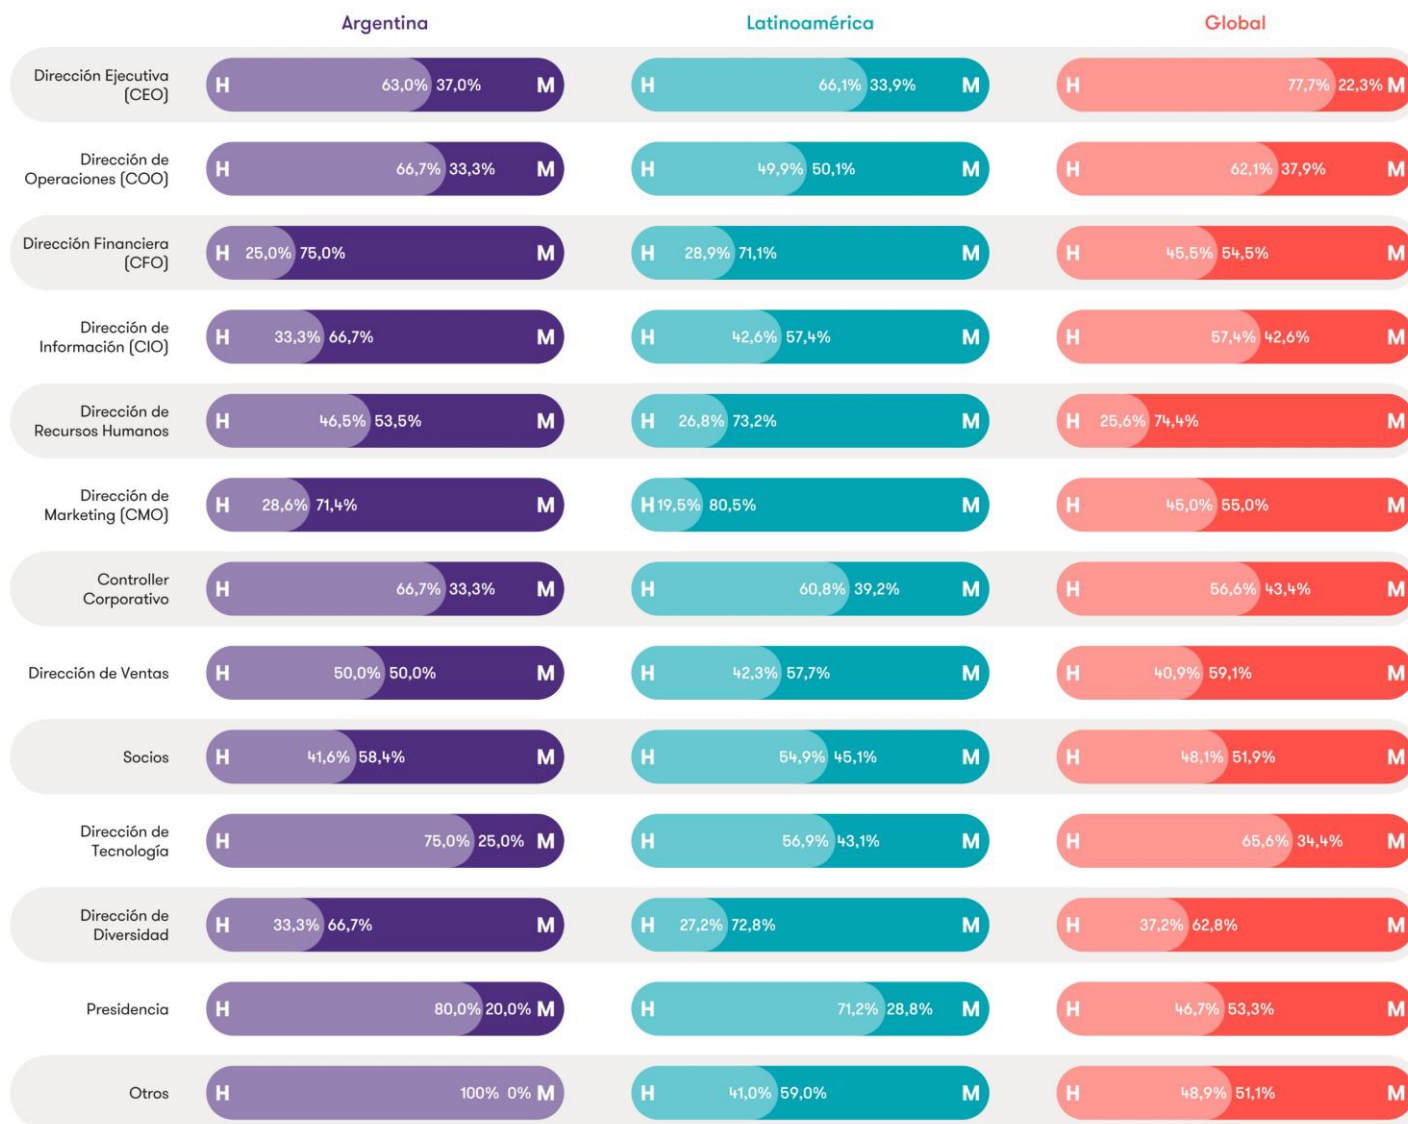 Argentina Latinoamérica Global
Dirección Ejecutiva
(CEO)
H 63,0% 37,0% M H 66,1% 33,9% M H 77,7% 22,3% M
Dirección de
Operaciones (COO)
H 66,7% 33,3% M H 49,9% 50,1% M H 62,1% 37,9% M
Dirección Financiera
(CFO)
H 25,0% 75,0% M H 28,9% 71,1% M H 45,5% 54,5% M
Dirección de
Información (CIO)
H 33,3% 66,7% M H 42,6% 57,4% M H 57,4% 42,6% M
Dirección de
Recursos Humanos
H 46,5% 53,5% M H 26,8% 73,2% M H 25,6% 74,4% M
Dirección de
Marketing (CMO)
H 28,6% 71,4% M H 19,5% 80,5% M H 45,0% 55,0% M
Controller
Corporativo
H 66,7% 33,3% M H 60,8% 39,2% M H 56,6% 43,4% M
Dirección de Ventas H 50,0% 50,0% M H 42,3% 57,7% M H 40,9% 59,1% M
Socios H 41,6% 58,4% M H 54,9% 45,1% M H 48,1% 51,9% M
Dirección de
Tecnología
H 75,0% 25,0% M H 56,9% 43,1% M H 65,6% 34,4% M
Dirección de
Diversidad
H 33,3% 66,7% M H 27,2% 72,8% M H 37,2% 62,8% M
Presidencia H 80,0% 20,0% M H 71,2% 28,8% M H 46,7% 53,3% M
Otros H 100% 0% M H 41,0% 59,0% M H 48,9% 51,1% M